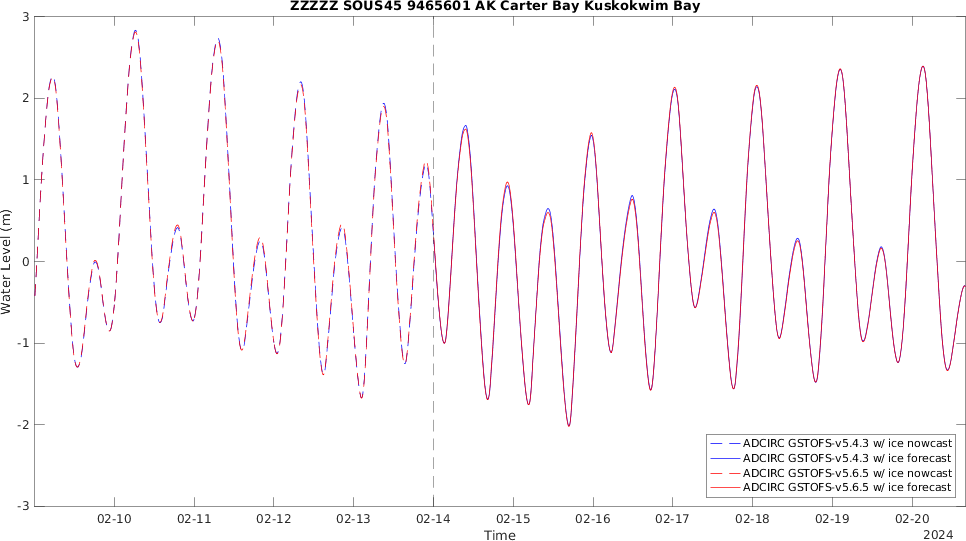 ZZZZZ SOUS45 9465601 AK Carter Bay Kuskokwim Bay
3
2
1
0
-1
-2
-3
Water Level (m)
ADCIRC GSTOFS-v5.4.3 w/ ice nowcast
ADCIRC GSTOFS-v5.4.3 w/ ice forecast
ADCIRC GSTOFS-v5.6.5 w/ ice nowcast
ADCIRC GSTOFS-v5.6.5 w/ ice forecast
02-10 02-11 02-12 02-13 02-14 02-15 02-16 02-17 02-18 02-19 02-20
Time
2024